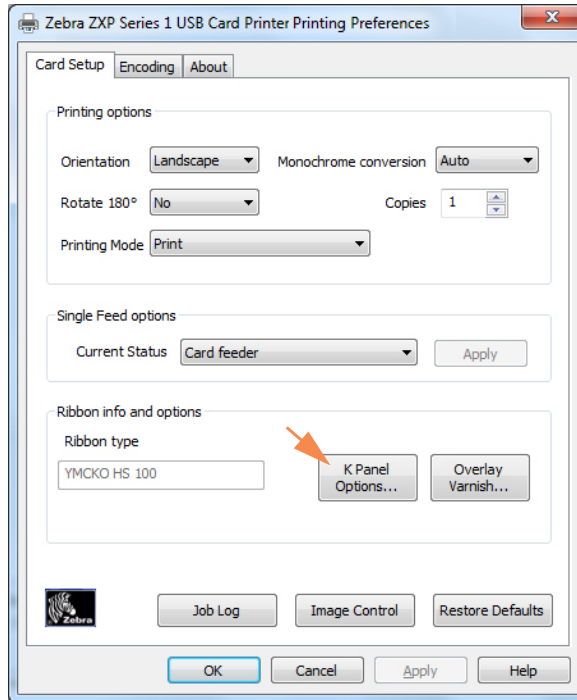 Zebra ZXP Series 1 USB Card Printer Printing Preferences
Card Setup Encoding About
Printing options
Orientation Landscape Monochrome conversion Auto
Rotate 180° No Copies 1
Printing Mode Print
Single Feed options
Current Status Card feeder Apply
Ribbon info and options
Ribbon type
YMCKO HS 100
K Panel
Options...
Overlay
Varnish...
Zebra
Job Log Image Control Restore Defaults
OK Cancel Apply Help